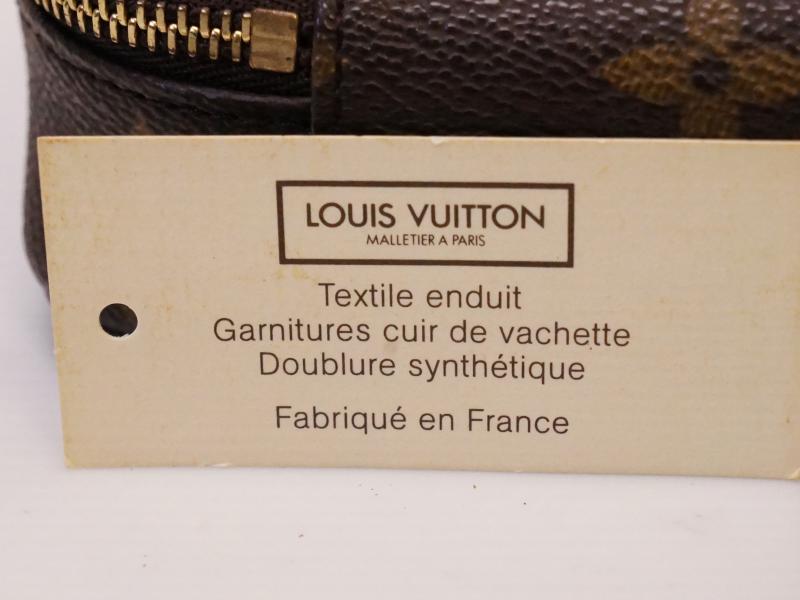 LOUIS VUITTON
MALLETIER A PARIS
Textile enduit
Garnitures cuir de vachette
Doublure synthétique
Fabriqué en France